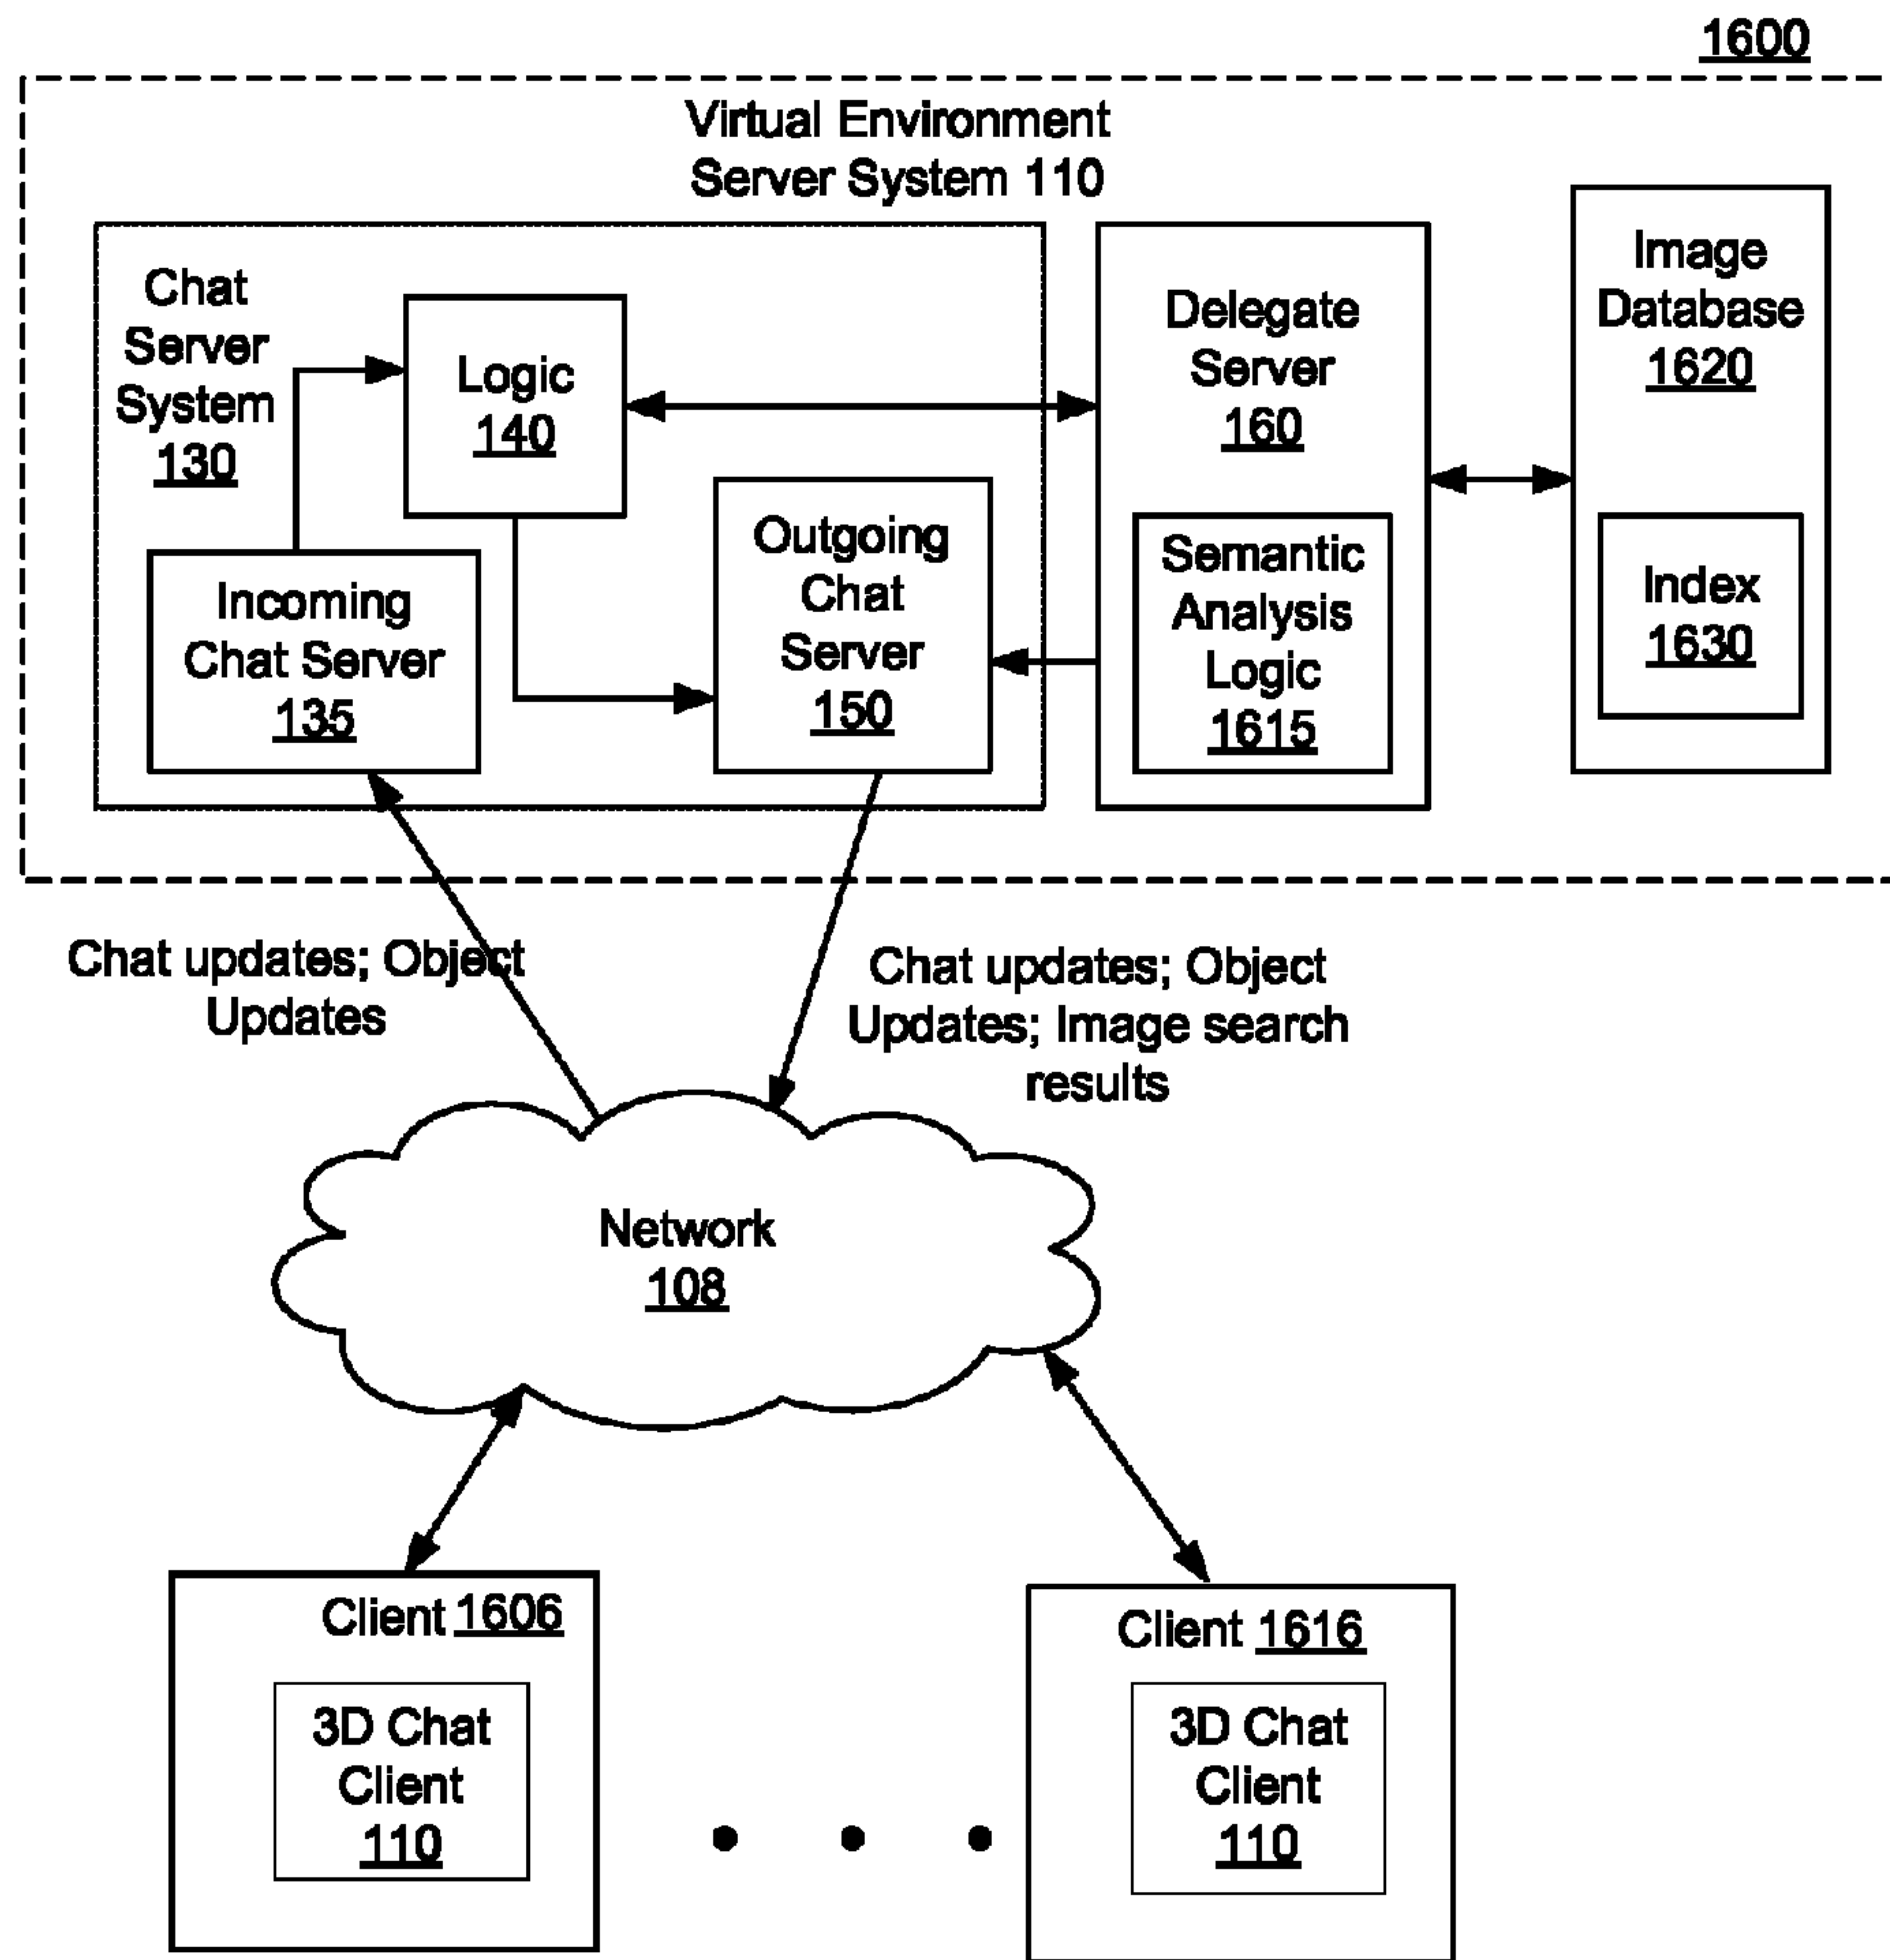 1600
Virtual Environment
Server System 110
Chat
Server
System
130
Logic
140
Incoming
Chat Server
135
Outgoing
Chat
Server
150
Delegate
Server
160
Semantic
Analysis
Logic
1615
Image
Database
1620
Index
1630
Chat updates; Object
Updates
Chat updates; Object
Updates; Image search
results
Network
108
Client 1606
3D Chat
Client
110
Client 1616
3D Chat
Client
110